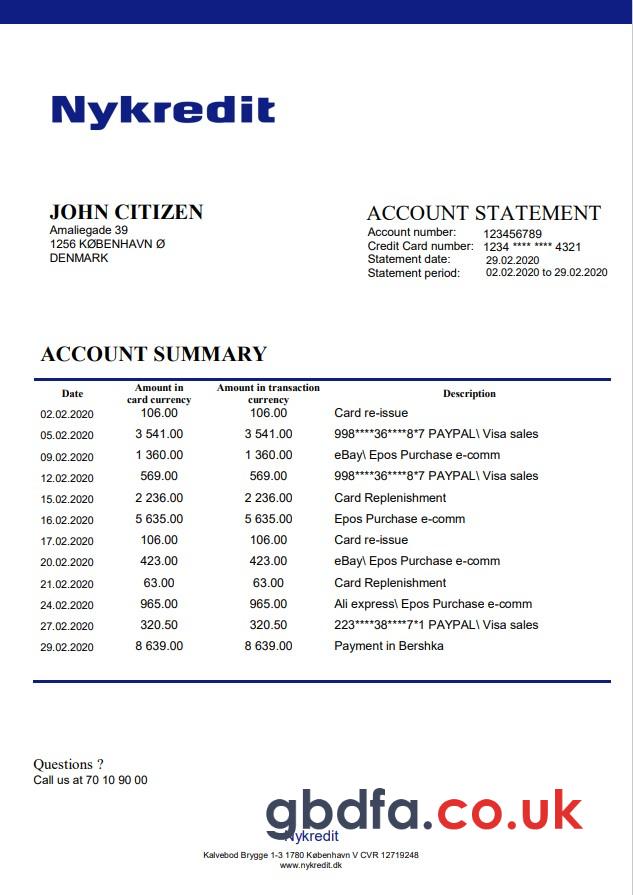 Nykredit
JOHN CITIZEN
Amaliegade 39
1256 KØBENHAVN Ø
DENMARK
ACCOUNT STATEMENT
Account number: 123456789
Credit Card number: 1234 **** **** 4321
Statement date: 29.02.2020
Statement period: 02.02.2020 to 29.02.2020
ACCOUNT SUMMARY
Date Amount in card currency Amount in transaction currency Description
02.02.2020 106.00 106.00 Card re-issue
05.02.2020 3 541.00 3 541.00 998****36****8*7 PAYPAL\ Visa sales
09.02.2020 1 360.00 1 360.00 eBay\ Epos Purchase e-comm
12.02.2020 569.00 569.00 998****36****8*7 PAYPAL\ Visa sales
15.02.2020 2 236.00 2 236.00 Card Replenishment
16.02.2020 5 635.00 5 635.00 Epos Purchase e-comm
17.02.2020 106.00 106.00 Card re-issue
20.02.2020 423.00 423.00 eBay\ Epos Purchase e-comm
21.02.2020 63.00 63.00 Card Replenishment
24.02.2020 965.00 965.00 Ali express\ Epos Purchase e-comm
27.02.2020 320.50 320.50 223****38****7*1 PAYPAL\ Visa sales
29.02.2020 8 639.00 8 639.00 Payment in Bershka
Questions ?
Call us at 70 10 90 00
gbdfa.co.uk
Nykredit
Kalvebod Brygge 1-3 1780 København V CVR 12719248
www.nykredit.dk